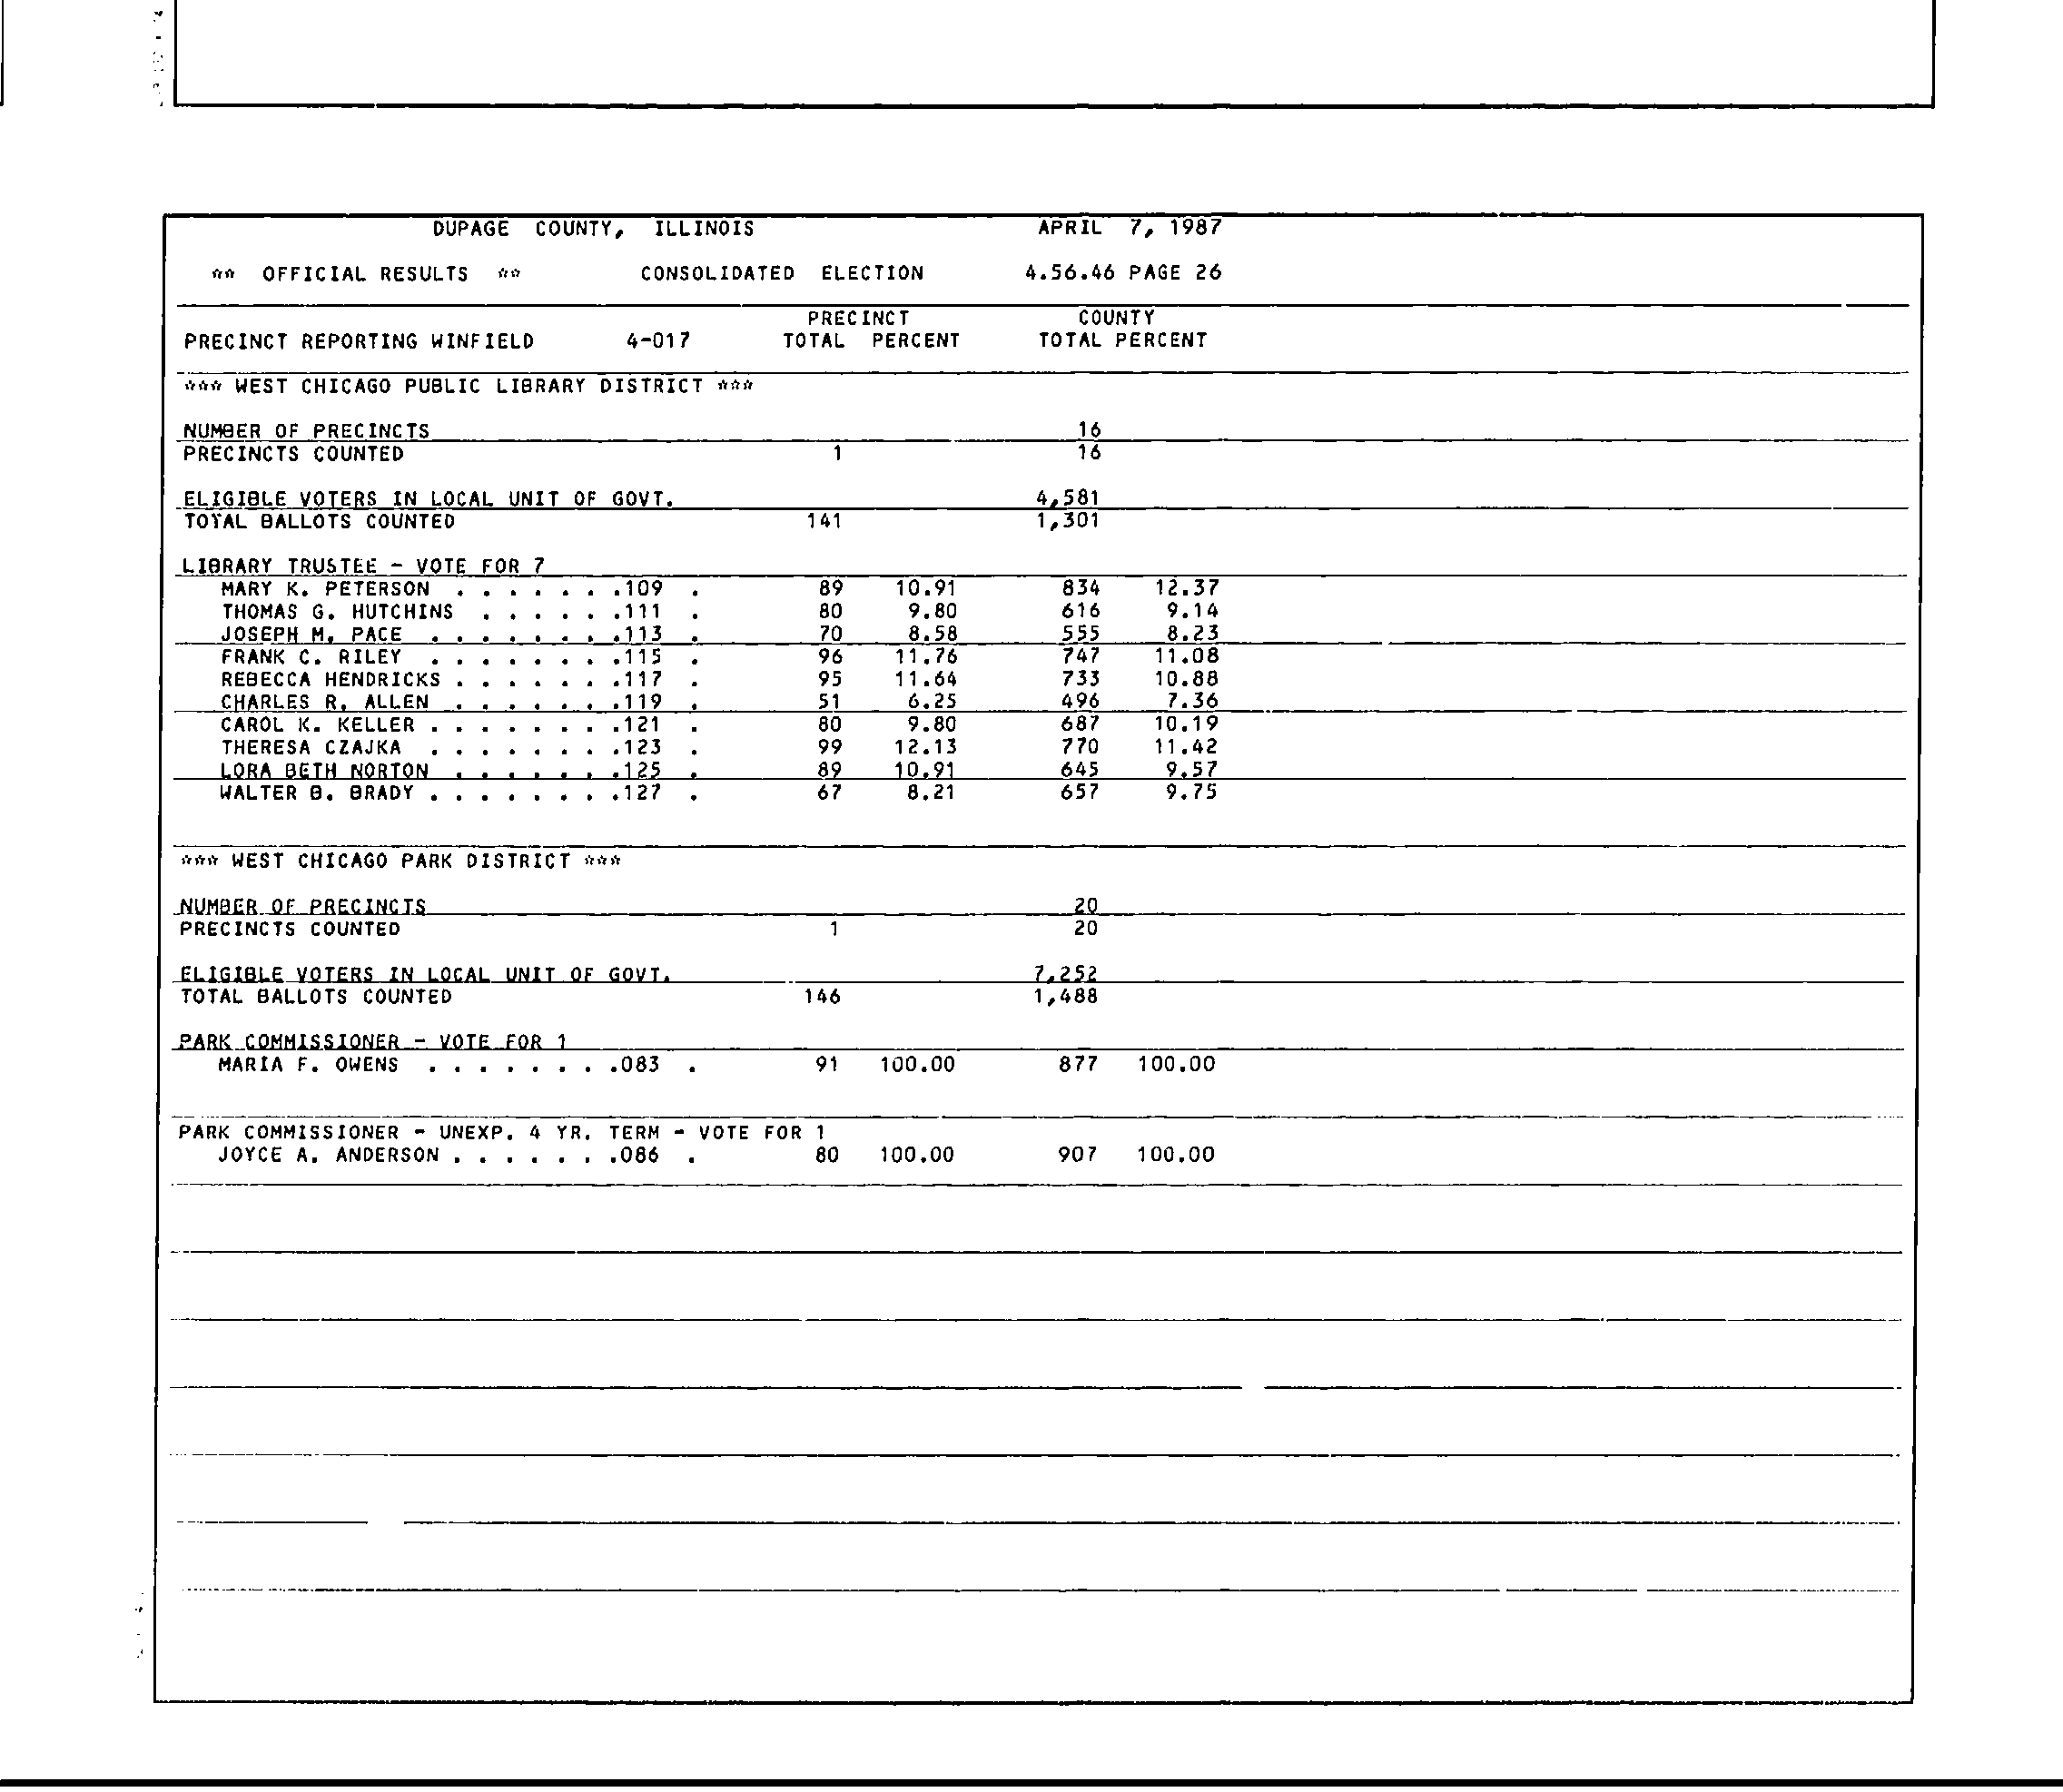 DUPAGE COUNTY, ILLINOIS APRIL 7, 1987
** OFFICIAL RESULTS ** CONSOLIDATED ELECTION 4.56.46 PAGE 26
PRECINCT COUNTY
PRECINCT REPORTING WINFIELD 4-017 TOTAL PERCENT TOTAL PERCENT
*** WEST CHICAGO PUBLIC LIBRARY DISTRICT ***
NUMBER OF PRECINCTS 16
PRECINCTS COUNTED 1 16
ELIGIBLE VOTERS IN LOCAL UNIT OF GOVT. 4,581
TOTAL BALLOTS COUNTED 141 1,301
LIBRARY TRUSTEE - VOTE FOR 7
MARY K. PETERSON . . . . . . .109 . 89 10.91 834 12.37
THOMAS G. HUTCHINS . . . . . .111 . 80 9.80 616 9.14
JOSEPH M. PACE . . . . . . . .113 . 70 8.58 555 8.23
FRANK C. RILEY . . . . . . . .115 . 96 11.76 747 11.08
REBECCA HENDRICKS . . . . . . .117 . 95 11.64 733 10.88
CHARLES R. ALLEN . . . . . . .119 . 51 6.25 496 7.36
CAROL K. KELLER . . . . . . . .121 . 80 9.80 687 10.19
THERESA CZAJKA . . . . . . . .123 . 99 12.13 770 11.42
LORA BETH NORTON . . . . . . .125 . 89 10.91 645 9.57
WALTER B. BRADY . . . . . . . .127 . 67 8.21 657 9.75
*** WEST CHICAGO PARK DISTRICT ***
NUMBER OF PRECINCTS 20
PRECINCTS COUNTED 1 20
ELIGIBLE VOTERS IN LOCAL UNIT OF GOVT. 7,252
TOTAL BALLOTS COUNTED 146 1,488
PARK COMMISSIONER - VOTE FOR 1
MARIA F. OWENS . . . . . . . .083 . 91 100.00 877 100.00
PARK COMMISSIONER - UNEXP. 4 YR. TERM - VOTE FOR 1
JOYCE A. ANDERSON . . . . . . .086 . 80 100.00 907 100.00